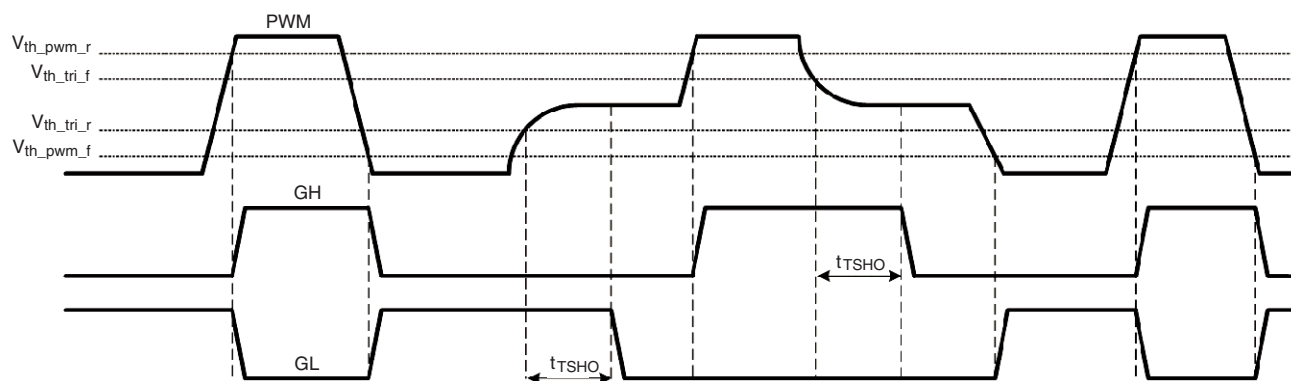 PWM
Vth_pwm_r
Vth_tri_f
Vth_tri_r
Vth_pwm_f
GH
tTSHO
GL
tTSHO